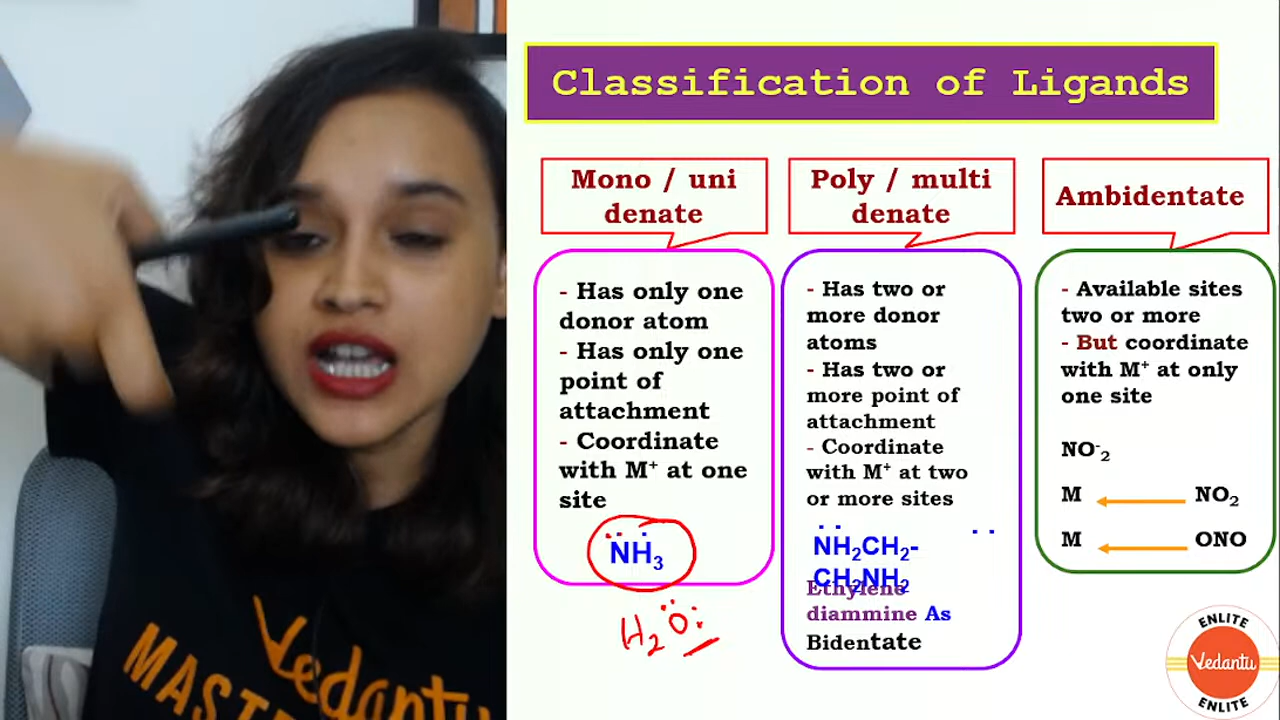 Classification of Ligands
Mono / uni
denate
- Has only one
donor atom
- Has only one
point of
attachment
- Coordinate
with M⁺ at one
site
NH₃
H₂O
Poly / multi
denate
- Has two or
more donor
atoms
- Has two or
more point of
attachment
- Coordinate
with M⁺ at two
or more sites
NH₂CH₂-
CH₂NH₂
Ethylene
diammine As
Bidentate
Ambidentate
- Available sites
two or more
- But coordinate
with M⁺ at only
one site
NO⁻₂
M ← NO₂
M ← ONO
Vedantu
MAST
ENLITE
Vedantu
ENLITE